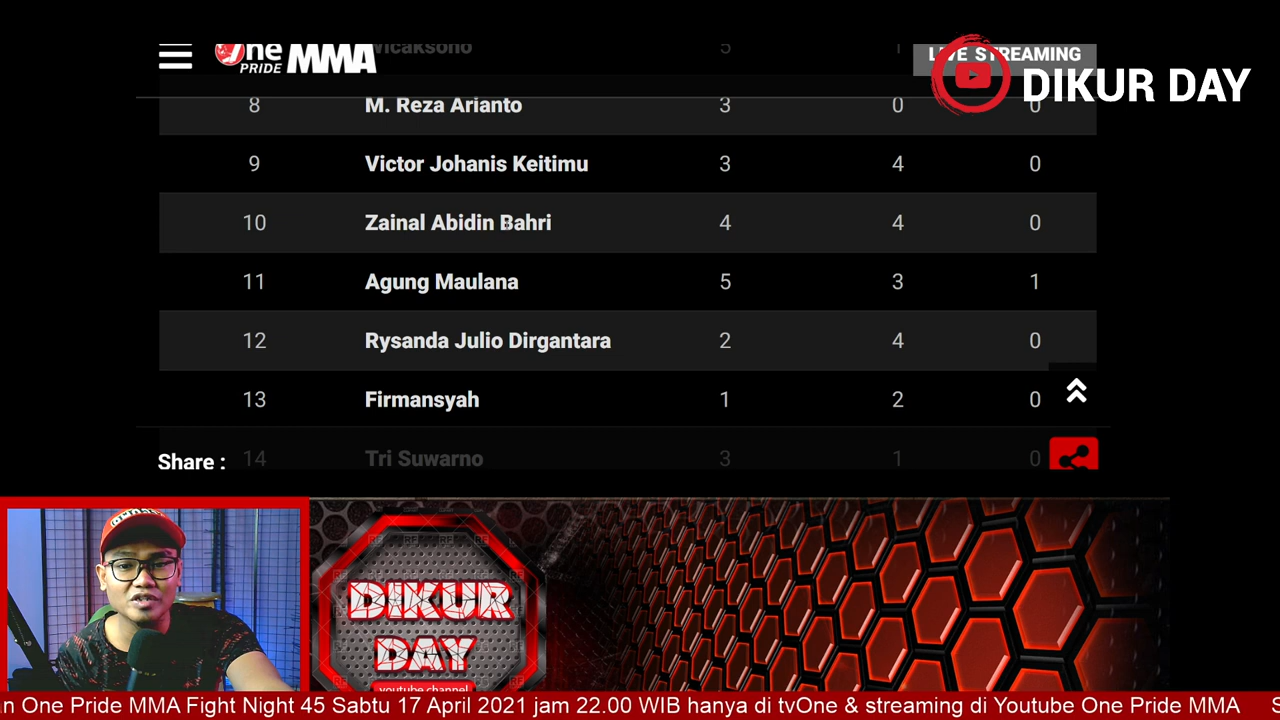 One PRIDE MMA
Wicaksono 5 1
LIVE STREAMING
DIKUR DAY
8 M. Reza Arianto 3 0 0
9 Victor Johanis Keitimu 3 4 0
10 Zainal Abidin Bahri 4 4 0
11 Agung Maulana 5 3 1
12 Rysanda Julio Dirgantara 2 4 0
13 Firmansyah 1 2 0
Share : 14 Tri Suwarno 3 1 0
DIKUR
DAY
youtube channel
n One Pride MMA Fight Night 45 Sabtu 17 April 2021 jam 22.00 WIB hanya di tvOne & streaming di Youtube One Pride MMA S